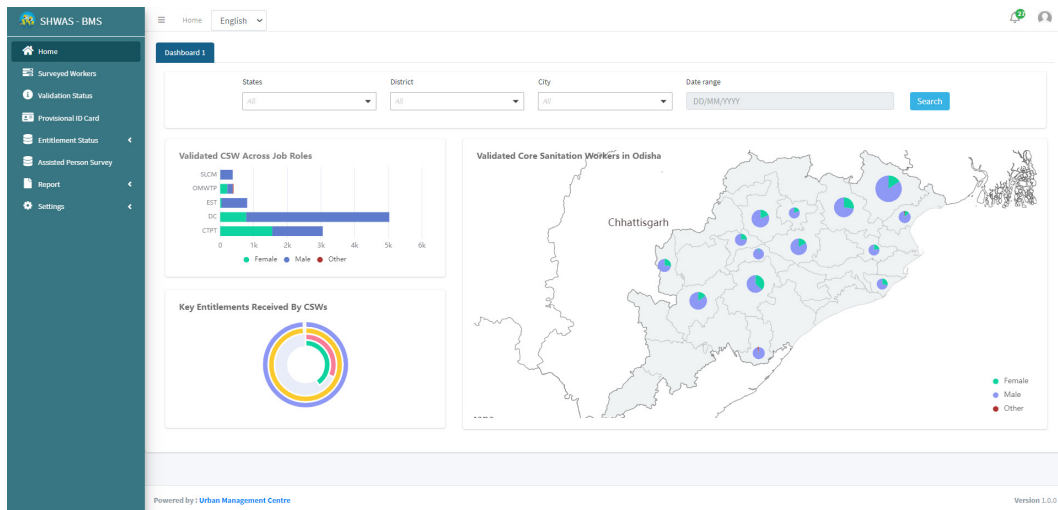 SHWAS - BMS
Home
English
Home
Surveyed Workers
Validation Status
Provisional ID Card
Entitlement Status
Assisted Person Survey
Report
Settings
Dashboard 1
States
District
City
Date range
All
All
All
DD/MM/YYYY
Search
Validated CSW Across Job Roles
SLCM
OMWTP
EST
DC
CTPT
0 1k 2k 3k 4k 5k 6k
Female Male Other
Key Entitlements Received By CSWs
Validated Core Sanitation Workers in Odisha
Chhattisgarh
Female
Male
Other
Powered by : Urban Management Centre
Version 1.0.0